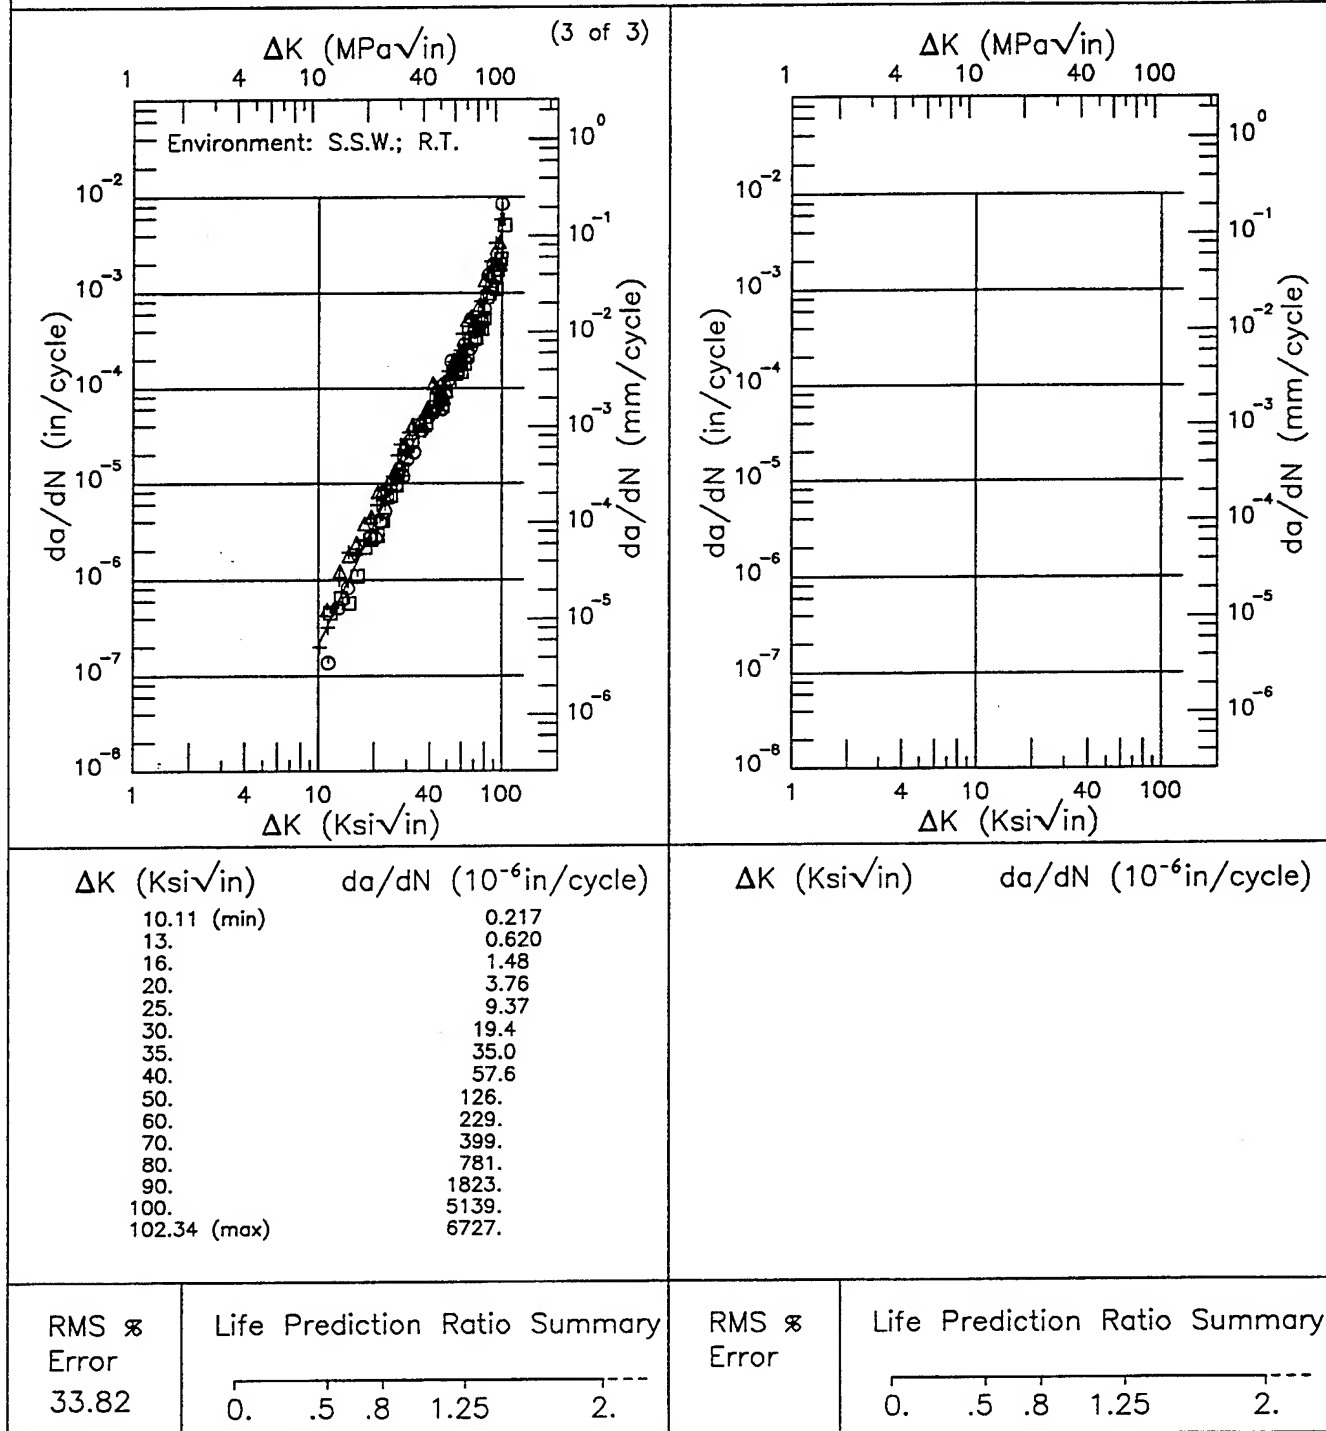 (3 of 3)
ΔK (MPa√in)
1 4 10 40 100
Environment: S.S.W.; R.T.
da/dN (in/cycle)
10⁻²
10⁻³
10⁻⁴
10⁻⁵
10⁻⁶
10⁻⁷
10⁻⁸
da/dN (mm/cycle)
10⁰
10⁻¹
10⁻²
10⁻³
10⁻⁴
10⁻⁵
10⁻⁶
1 4 10 40 100
ΔK (Ksi√in)
ΔK (MPa√in)
1 4 10 40 100
da/dN (in/cycle)
10⁻²
10⁻³
10⁻⁴
10⁻⁵
10⁻⁶
10⁻⁷
10⁻⁸
da/dN (mm/cycle)
10⁰
10⁻¹
10⁻²
10⁻³
10⁻⁴
10⁻⁵
10⁻⁶
1 4 10 40 100
ΔK (Ksi√in)
ΔK (Ksi√in) da/dN (10⁻⁶in/cycle)
10.11 (min) 0.217
13. 0.620
16. 1.48
20. 3.76
25. 9.37
30. 19.4
35. 35.0
40. 57.6
50. 126.
60. 229.
70. 399.
80. 781.
90. 1823.
100. 5139.
102.34 (max) 6727.
ΔK (Ksi√in) da/dN (10⁻⁶in/cycle)
RMS %
Error
33.82
Life Prediction Ratio Summary
0. .5 .8 1.25 2.
RMS %
Error
Life Prediction Ratio Summary
0. .5 .8 1.25 2.